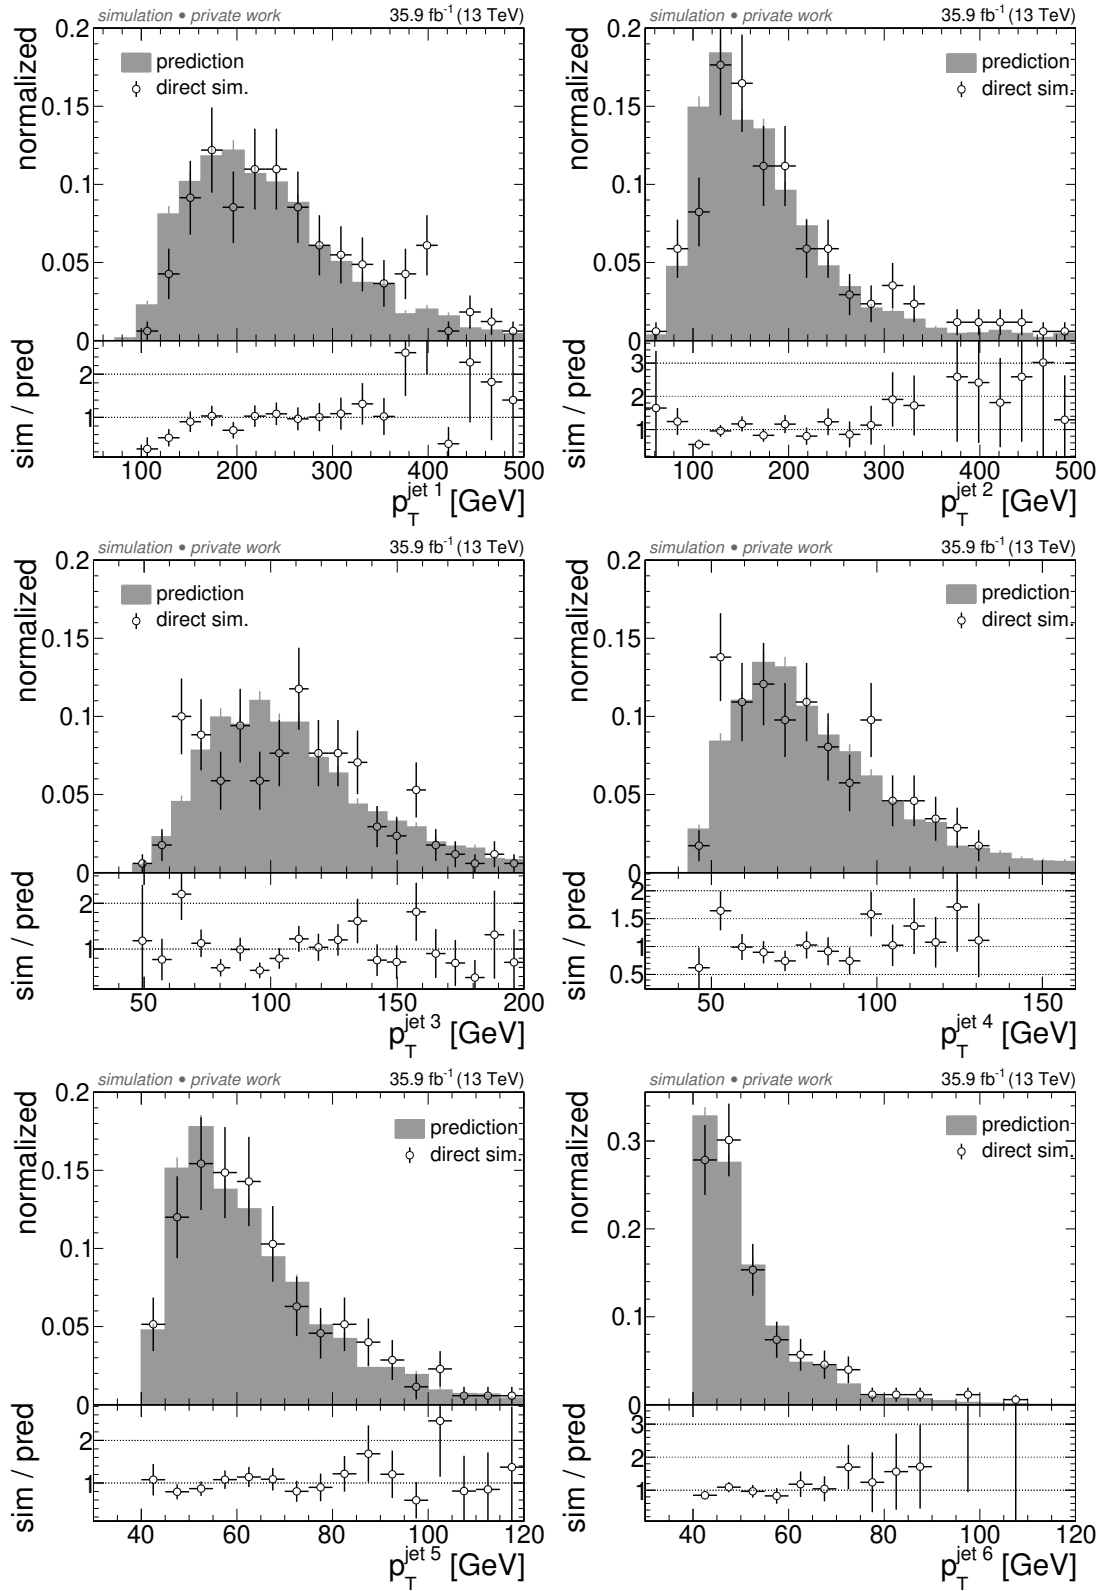 simulation • private work 35.9 fb⁻¹ (13 TeV)
normalized
0.2
0.15
0.1
0.05
0
prediction
direct sim.
sim / pred
2
1
100 200 300 400 500
p_T^jet 1 [GeV]
simulation • private work 35.9 fb⁻¹ (13 TeV)
normalized
0.2
0.15
0.1
0.05
0
prediction
direct sim.
sim / pred
3
2
1
100 200 300 400 500
p_T^jet 2 [GeV]
simulation • private work 35.9 fb⁻¹ (13 TeV)
normalized
0.2
0.15
0.1
0.05
0
prediction
direct sim.
sim / pred
2
1
50 100 150 200
p_T^jet 3 [GeV]
simulation • private work 35.9 fb⁻¹ (13 TeV)
normalized
0.2
0.15
0.1
0.05
0
prediction
direct sim.
sim / pred
2
1.5
1
0.5
50 100 150
p_T^jet 4 [GeV]
simulation • private work 35.9 fb⁻¹ (13 TeV)
normalized
0.2
0.15
0.1
0.05
0
prediction
direct sim.
sim / pred
2
1
40 60 80 100 120
p_T^jet 5 [GeV]
simulation • private work 35.9 fb⁻¹ (13 TeV)
normalized
0.3
0.2
0.1
0
prediction
direct sim.
sim / pred
3
2
1
40 60 80 100 120
p_T^jet 6 [GeV]